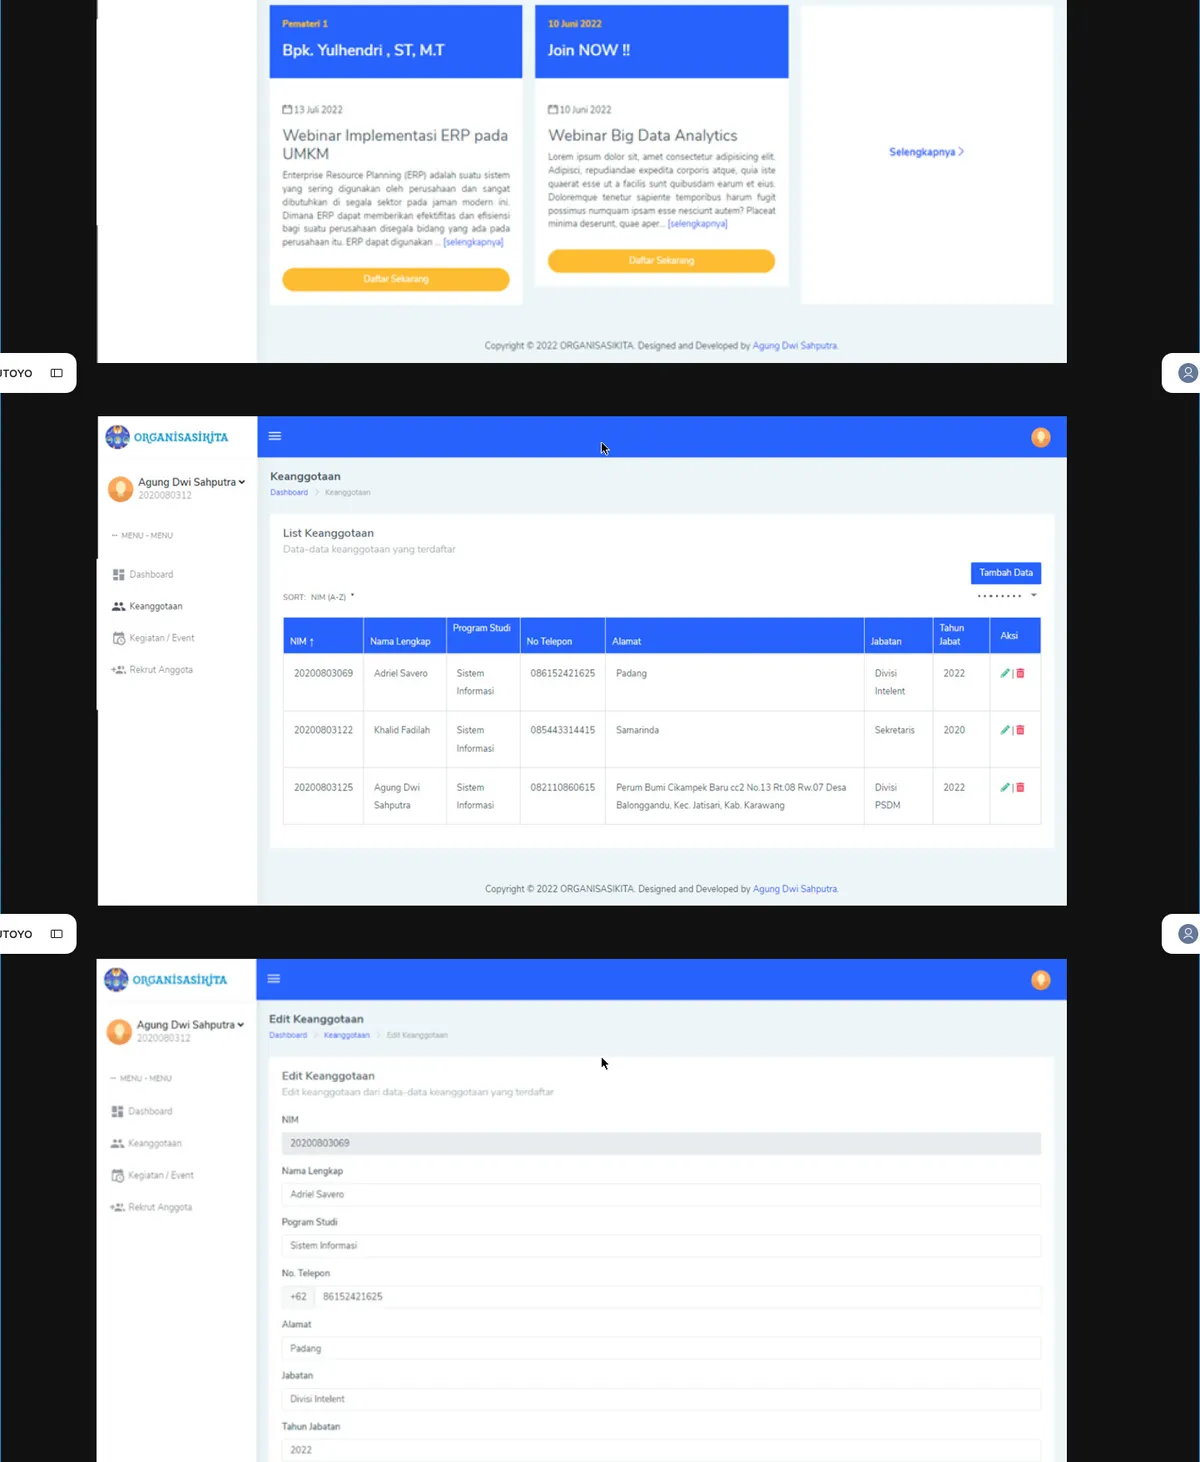 Pemateri 1
Bpk. Yulhendri , ST, M.T
13 Juli 2022
Webinar Implementasi ERP pada
UMKM
Enterprise Resource Planning (ERP) adalah suatu sistem
yang sering digunakan oleh perusahaan dan sangat
dibutuhkan di segala sektor pada jaman modern ini.
Dimana ERP dapat memberikan efektifitas dan efisiensi
bagi suatu perusahaan disegala bidang yang ada pada
perusahaan itu. ERP dapat digunakan ... [selengkapnya]
Daftar Sekarang
10 Juni 2022
Join NOW !!
10 Juni 2022
Webinar Big Data Analytics
Lorem ipsum dolor sit, amet consectetur adipisicing elit.
Adipisci, repudiandae expedita corporis atque, quia iste
quaerat esse ut a facilis sunt quibusdam earum et eius.
Doloremque tenetur sapiente temporibus harum fugit
possimus numquam ipsam esse nesciunt autem? Placeat
minima deserunt, quae aper... [selengkapnya]
Daftar Sekarang
Selengkapnya
Copyright © 2022 ORGANISASIKITA. Designed and Developed by Agung Dwi Sahputra.
UTOYO
ORGANISASIKITA
Agung Dwi Sahputra
2020080312
MENU - MENU
Dashboard
Keanggotaan
Kegiatan / Event
Rekrut Anggota
Keanggotaan
Dashboard > Keanggotaan
List Keanggotaan
Data-data keanggotaan yang terdaftar
Tambah Data
SORT: NIM (A-Z)
NIM ↑ Nama Lengkap Program Studi No Telepon Alamat Jabatan Tahun Jabat Aksi
20200803069 Adriel Savero Sistem Informasi 086152421625 Padang Divisi Intelent 2022
20200803122 Khalid Fadilah Sistem Informasi 085443314415 Samarinda Sekretaris 2020
20200803125 Agung Dwi Sahputra Sistem Informasi 082110860615 Perum Bumi Cikampek Baru cc2 No.13 Rt.08 Rw.07 Desa Balonggandu, Kec. Jatisari, Kab. Karawang Divisi PSDM 2022
Copyright © 2022 ORGANISASIKITA. Designed and Developed by Agung Dwi Sahputra.
UTOYO
ORGANISASIKITA
Agung Dwi Sahputra
2020080312
MENU - MENU
Dashboard
Keanggotaan
Kegiatan / Event
Rekrut Anggota
Edit Keanggotaan
Dashboard > Keanggotaan > Edit Keanggotaan
Edit Keanggotaan
Edit keanggotaan dari data-data keanggotaan yang terdaftar
NIM
20200803069
Nama Lengkap
Adriel Savero
Pogram Studi
Sistem Informasi
No. Telepon
+62 86152421625
Alamat
Padang
Jabatan
Divisi Intelent
Tahun Jabatan
2022